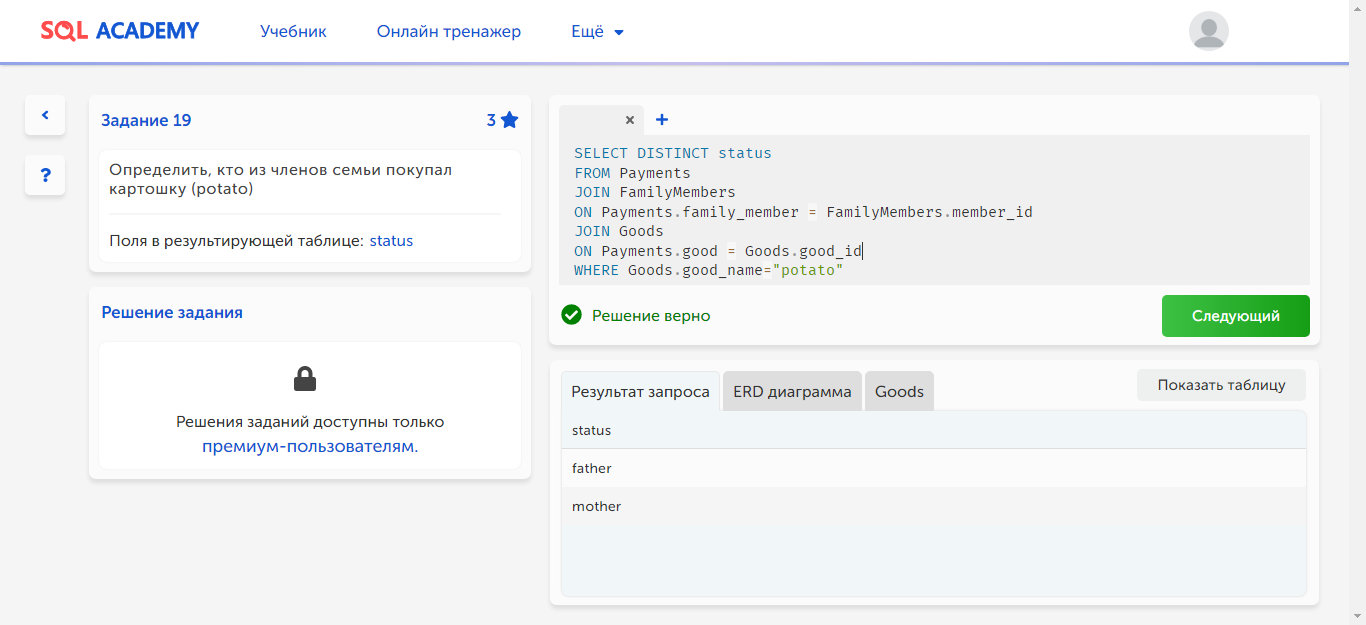 SQL ACADEMY
Учебник
Онлайн тренажер
Ещё
Задание 19
3
Определить, кто из членов семьи покупал
картошку (potato)
Поля в результирующей таблице: status
Решение задания
Решения заданий доступны только
премиум-пользователям.
?
×
+
SELECT DISTINCT status
FROM Payments
JOIN FamilyMembers
ON Payments.family_member = FamilyMembers.member_id
JOIN Goods
ON Payments.good = Goods.good_id
WHERE Goods.good_name="potato"
Решение верно
Следующий
Результат запроса
ERD диаграмма
Goods
Показать таблицу
status
father
mother